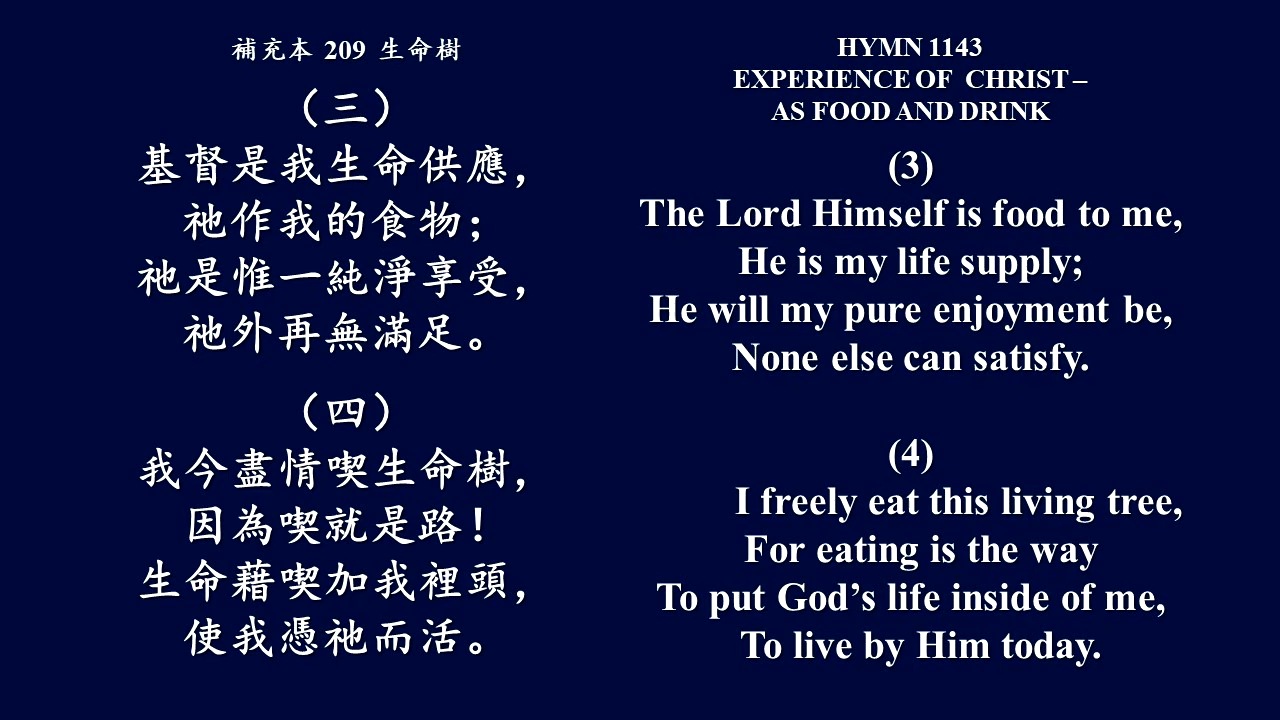 補充本 209 生命樹
（三）
基督是我生命供應，
祂作我的食物；
祂是惟一純淨享受，
祂外再無滿足。
（四）
我今盡情喫生命樹，
因為喫就是路！
生命藉喫加我裡頭，
使我憑祂而活。
HYMN 1143
EXPERIENCE OF CHRIST –
AS FOOD AND DRINK
(3)
The Lord Himself is food to me,
He is my life supply;
He will my pure enjoyment be,
None else can satisfy.
(4)
I freely eat this living tree,
For eating is the way
To put God’s life inside of me,
To live by Him today.